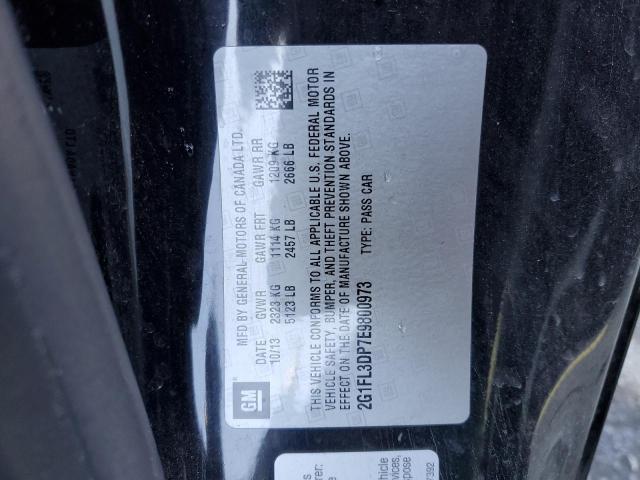 GM
MFD BY GENERAL MOTORS OF CANADA LTD.
DATE GVWR GAWR FRT GAWR RR
10/13 2323 KG 1114 KG 1209 KG
5123 LB 2457 LB 2666 LB
THIS VEHICLE CONFORMS TO ALL APPLICABLE U.S. FEDERAL MOTOR
VEHICLE SAFETY, BUMPER, AND THEFT PREVENTION STANDARDS IN
EFFECT ON THE DATE OF MANUFACTURE SHOWN ABOVE.
2G1FL3DP7E9800973 TYPE: PASS CAR